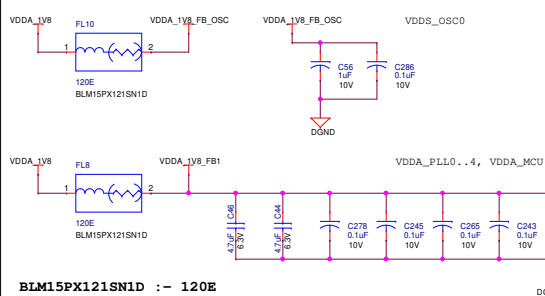 VDDA_1V8
FL10
VDDA_1V8_FB_OSC
1
2
120E
BLM15PX121SN1D
VDDA_1V8_FB_OSC
VDDS_OSC0
C56
1uF
10V
C286
0.1uF
10V
DGND
VDDA_1V8
FL8
VDDA_1V8_FB1
VDDA_PLL0..4, VDDA_MCU
1
2
120E
BLM15PX121SN1D
C46
4.7uF
6.3V
C44
4.7uF
6.3V
C278
0.1uF
10V
C245
0.1uF
10V
C265
0.1uF
10V
C243
0.1uF
10V
BLM15PX121SN1D :- 120E